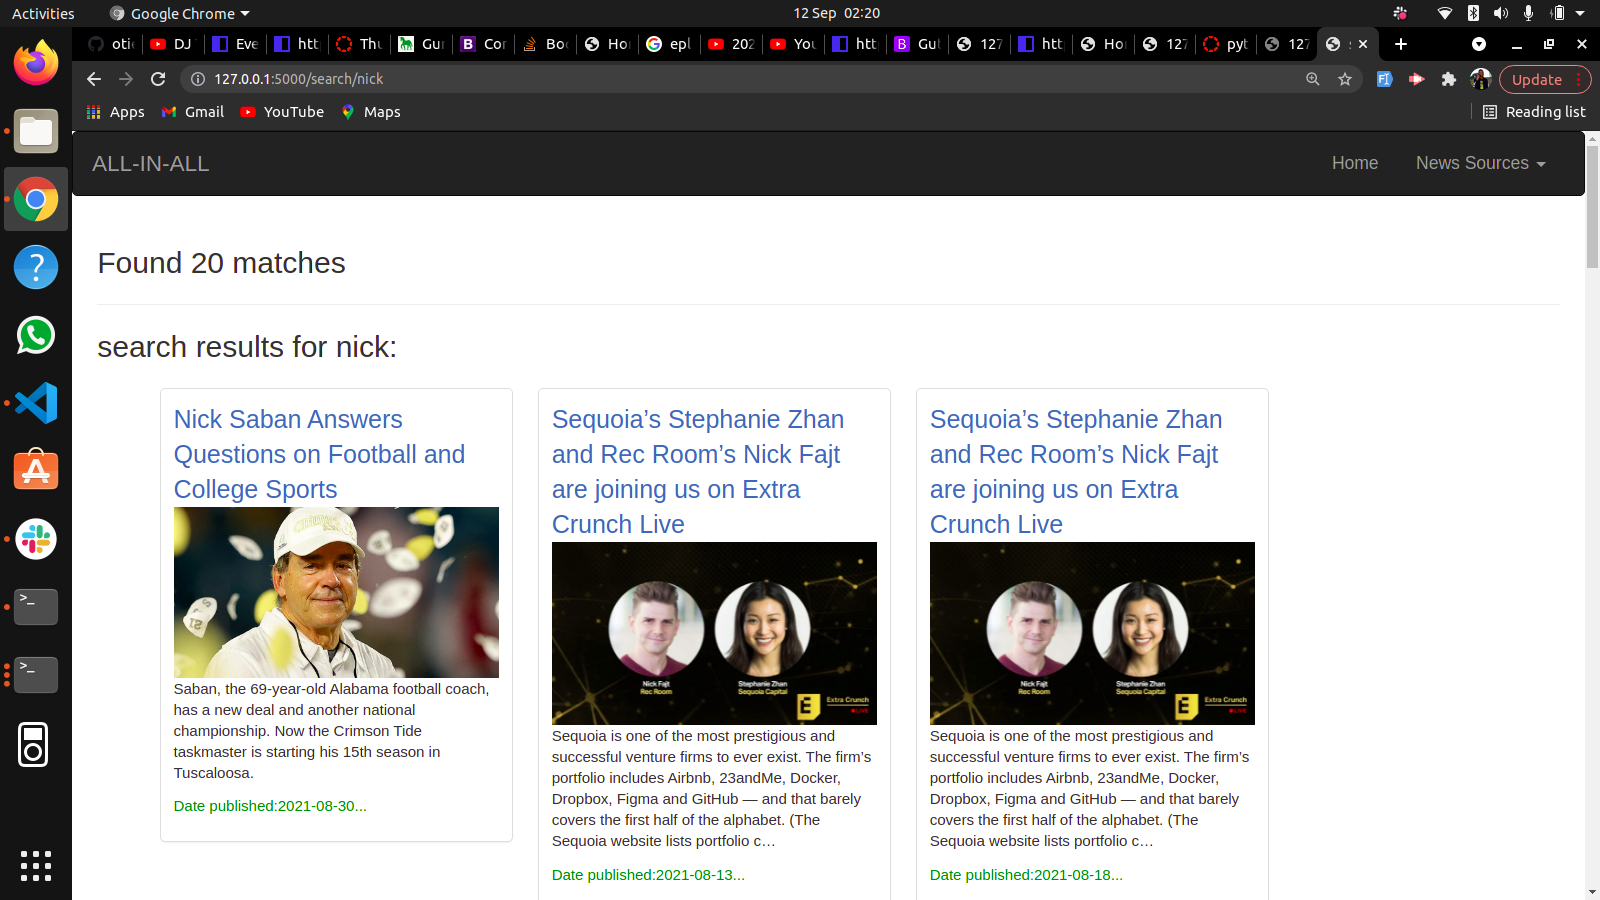 Activities
Google Chrome
12 Sep 02:20
otie
DJ
Eve
htt
Thu
Gur
Cor
Boo
Hor
epl
202
You
htt
Gut
127
htt
Hor
127
pyt
127
s
127.0.0.1:5000/search/nick
Update
Apps
Gmail
YouTube
Maps
Reading list
ALL-IN-ALL
Home
News Sources
Found 20 matches
search results for nick:
Nick Saban Answers
Questions on Football and
College Sports
Saban, the 69-year-old Alabama football coach,
has a new deal and another national
championship. Now the Crimson Tide
taskmaster is starting his 15th season in
Tuscaloosa.
Date published:2021-08-30...
Sequoia’s Stephanie Zhan
and Rec Room’s Nick Fajt
are joining us on Extra
Crunch Live
Nick Fajt
Rec Room
Stephanie Zhan
Sequoia Capital
Extra Crunch
LIVE
Sequoia is one of the most prestigious and
successful venture firms to ever exist. The firm’s
portfolio includes Airbnb, 23andMe, Docker,
Dropbox, Figma and GitHub — and that barely
covers the first half of the alphabet. (The
Sequoia website lists portfolio c…
Date published:2021-08-13...
Sequoia’s Stephanie Zhan
and Rec Room’s Nick Fajt
are joining us on Extra
Crunch Live
Nick Fajt
Rec Room
Stephanie Zhan
Sequoia Capital
Extra Crunch
LIVE
Sequoia is one of the most prestigious and
successful venture firms to ever exist. The firm’s
portfolio includes Airbnb, 23andMe, Docker,
Dropbox, Figma and GitHub — and that barely
covers the first half of the alphabet. (The
Sequoia website lists portfolio c…
Date published:2021-08-18...